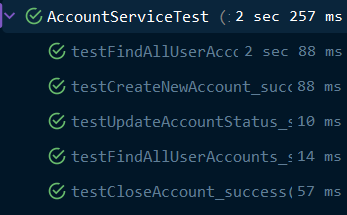 AccountServiceTest ( 2 sec 257 ms
testFindAllUserAcc 2 sec 88 ms
testCreateNewAccount_suc 88 ms
testUpdateAccountStatus_s 10 ms
testFindAllUserAccounts_s 14 ms
testCloseAccount_success( 57 ms